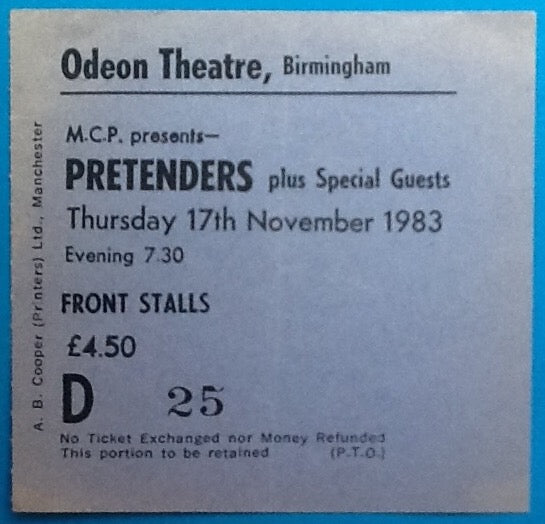 Odeon Theatre, Birmingham
M.C.P. presents—
PRETENDERS plus Special Guests
Thursday 17th November 1983
Evening 7.30
FRONT STALLS
£4.50
D 25
No Ticket Exchanged nor Money Refunded
This portion to be retained (P.T.O.)
A. B. Cooper (Printers) Ltd., Manchester